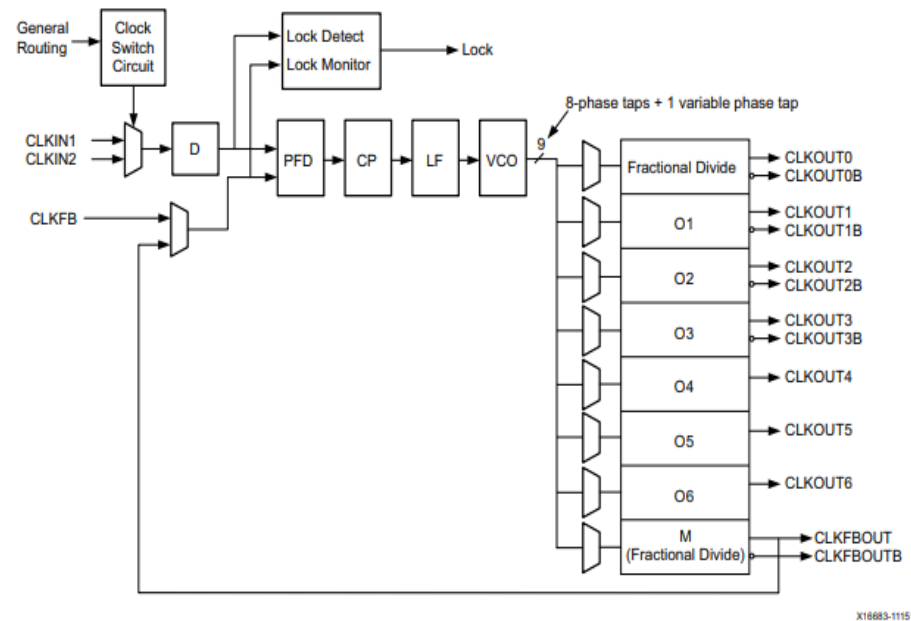 General
Routing
Clock
Switch
Circuit
Lock Detect
Lock Monitor
Lock
8-phase taps + 1 variable phase tap
9
CLKIN1
CLKIN2
D
PFD
CP
LF
VCO
CLKFB
Fractional Divide
CLKOUT0
CLKOUT0B
O1
CLKOUT1
CLKOUT1B
O2
CLKOUT2
CLKOUT2B
O3
CLKOUT3
CLKOUT3B
O4
CLKOUT4
O5
CLKOUT5
O6
CLKOUT6
M
(Fractional Divide)
CLKFBOUT
CLKFBOUTB
X16683-1115